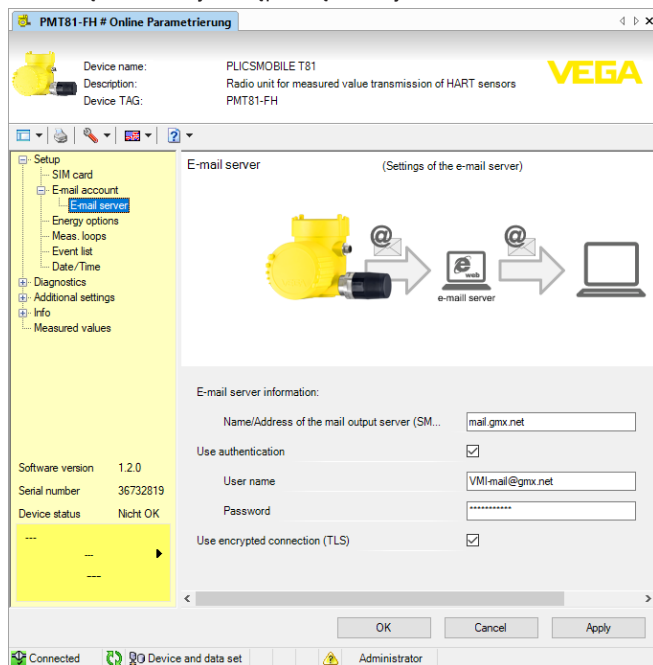 PMT81-FH # Online Parametrierung
Device name: PLICSMOBILE T81
Description: Radio unit for measured value transmission of HART sensors
Device TAG: PMT81-FH
VEGA
Setup
SIM card
E-mail account
E-mail server
Energy options
Meas. loops
Event list
Date/Time
Diagnostics
Additional settings
Info
Measured values
Software version 1.2.0
Serial number 36732819
Device status Nicht OK
---
--
---
E-mail server (Settings of the e-mail server)
@
@
web
e-maill server
E-mail server information:
Name/Address of the mail output server (SM... mail.gmx.net
Use authentication
User name VMI-mail@gmx.net
Password ***********
Use encrypted connection (TLS)
OK Cancel Apply
Connected Device and data set Administrator